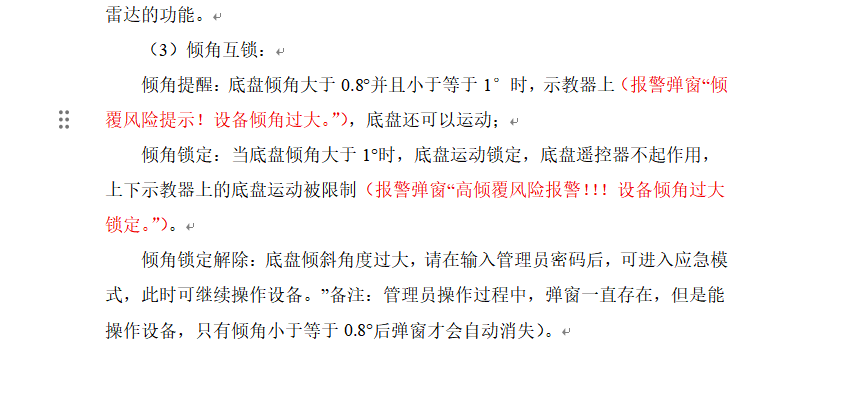 雷达的功能。
（3）倾角互锁：
倾角提醒：底盘倾角大于 0.8°并且小于等于 1°时，示教器上（报警弹窗“倾
覆风险提示！设备倾角过大。”），底盘还可以运动；
倾角锁定：当底盘倾角大于 1°时，底盘运动锁定，底盘遥控器不起作用，
上下示教器上的底盘运动被限制（报警弹窗“高倾覆风险报警!!! 设备倾角过大
锁定。”）。
倾角锁定解除：底盘倾斜角度过大，请在输入管理员密码后，可进入应急模
式，此时可继续操作设备。”备注：管理员操作过程中，弹窗一直存在，但是能
操作设备，只有倾角小于等于 0.8°后弹窗才会自动消失）。